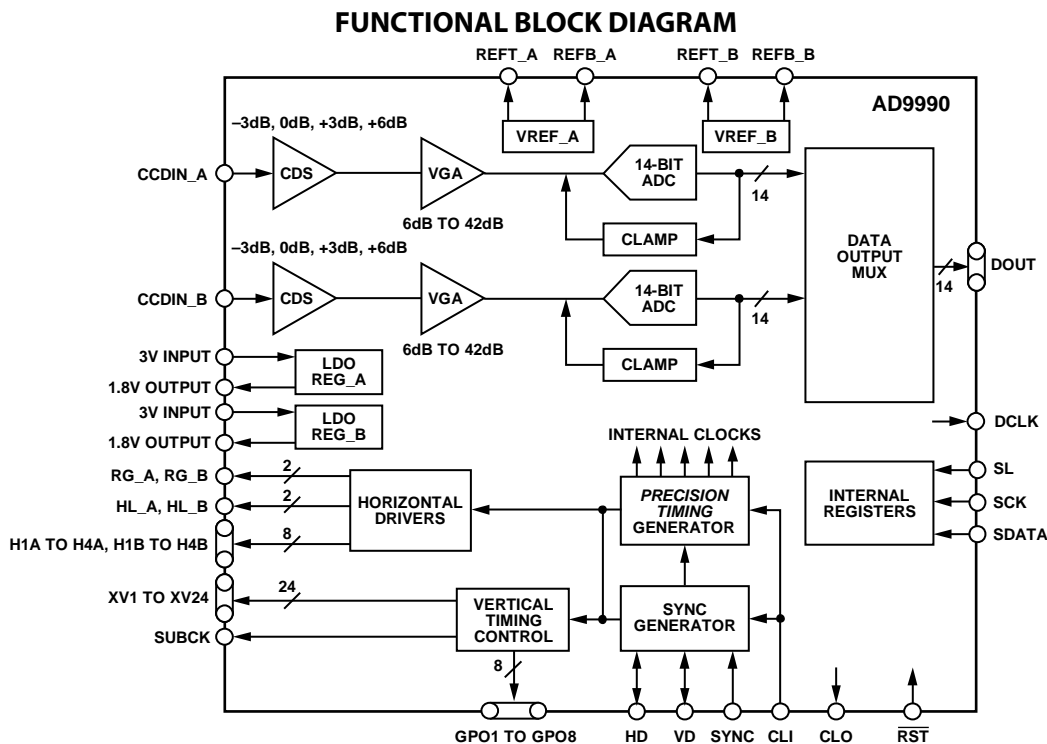 FUNCTIONAL BLOCK DIAGRAM
REFT_A REFB_A REFT_B REFB_B
AD9990
–3dB, 0dB, +3dB, +6dB
VREF_A
VREF_B
CCDIN_A
CDS
VGA
14-BIT
ADC
14
6dB TO 42dB
CLAMP
DATA
OUTPUT
MUX
14
DOUT
–3dB, 0dB, +3dB, +6dB
CCDIN_B
CDS
VGA
14-BIT
ADC
14
6dB TO 42dB
CLAMP
3V INPUT
LDO
REG_A
1.8V OUTPUT
3V INPUT
LDO
REG_B
1.8V OUTPUT
DCLK
INTERNAL CLOCKS
RG_A, RG_B
2
HL_A, HL_B
2
H1A TO H4A, H1B TO H4B
8
HORIZONTAL
DRIVERS
PRECISION
TIMING
GENERATOR
INTERNAL
REGISTERS
SL
SCK
SDATA
XV1 TO XV24
24
SUBCK
VERTICAL
TIMING
CONTROL
SYNC
GENERATOR
8
GPO1 TO GPO8 HD VD SYNC CLI CLO RST